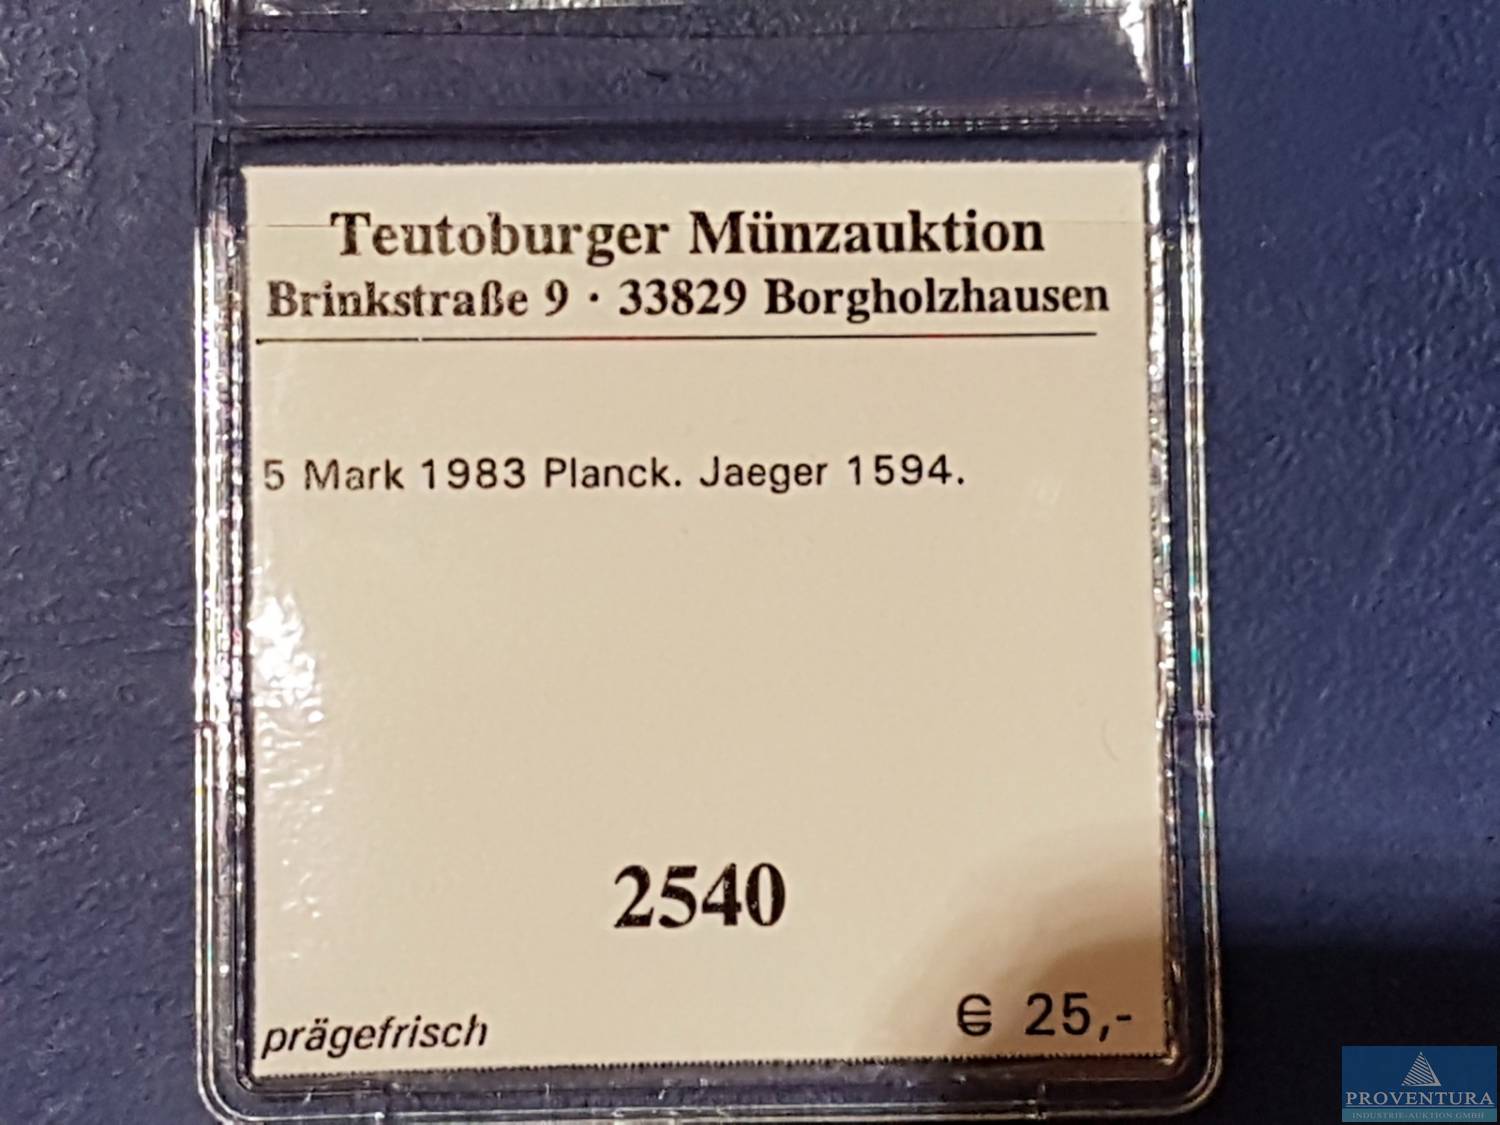 Teutoburger Münzauktion
Brinkstraße 9 · 33829 Borgholzhausen
5 Mark 1983 Planck. Jaeger 1594.
2540
prägefrisch
€ 25,-
PROVENTURA
INDUSTRIE-AUKTION GMBH